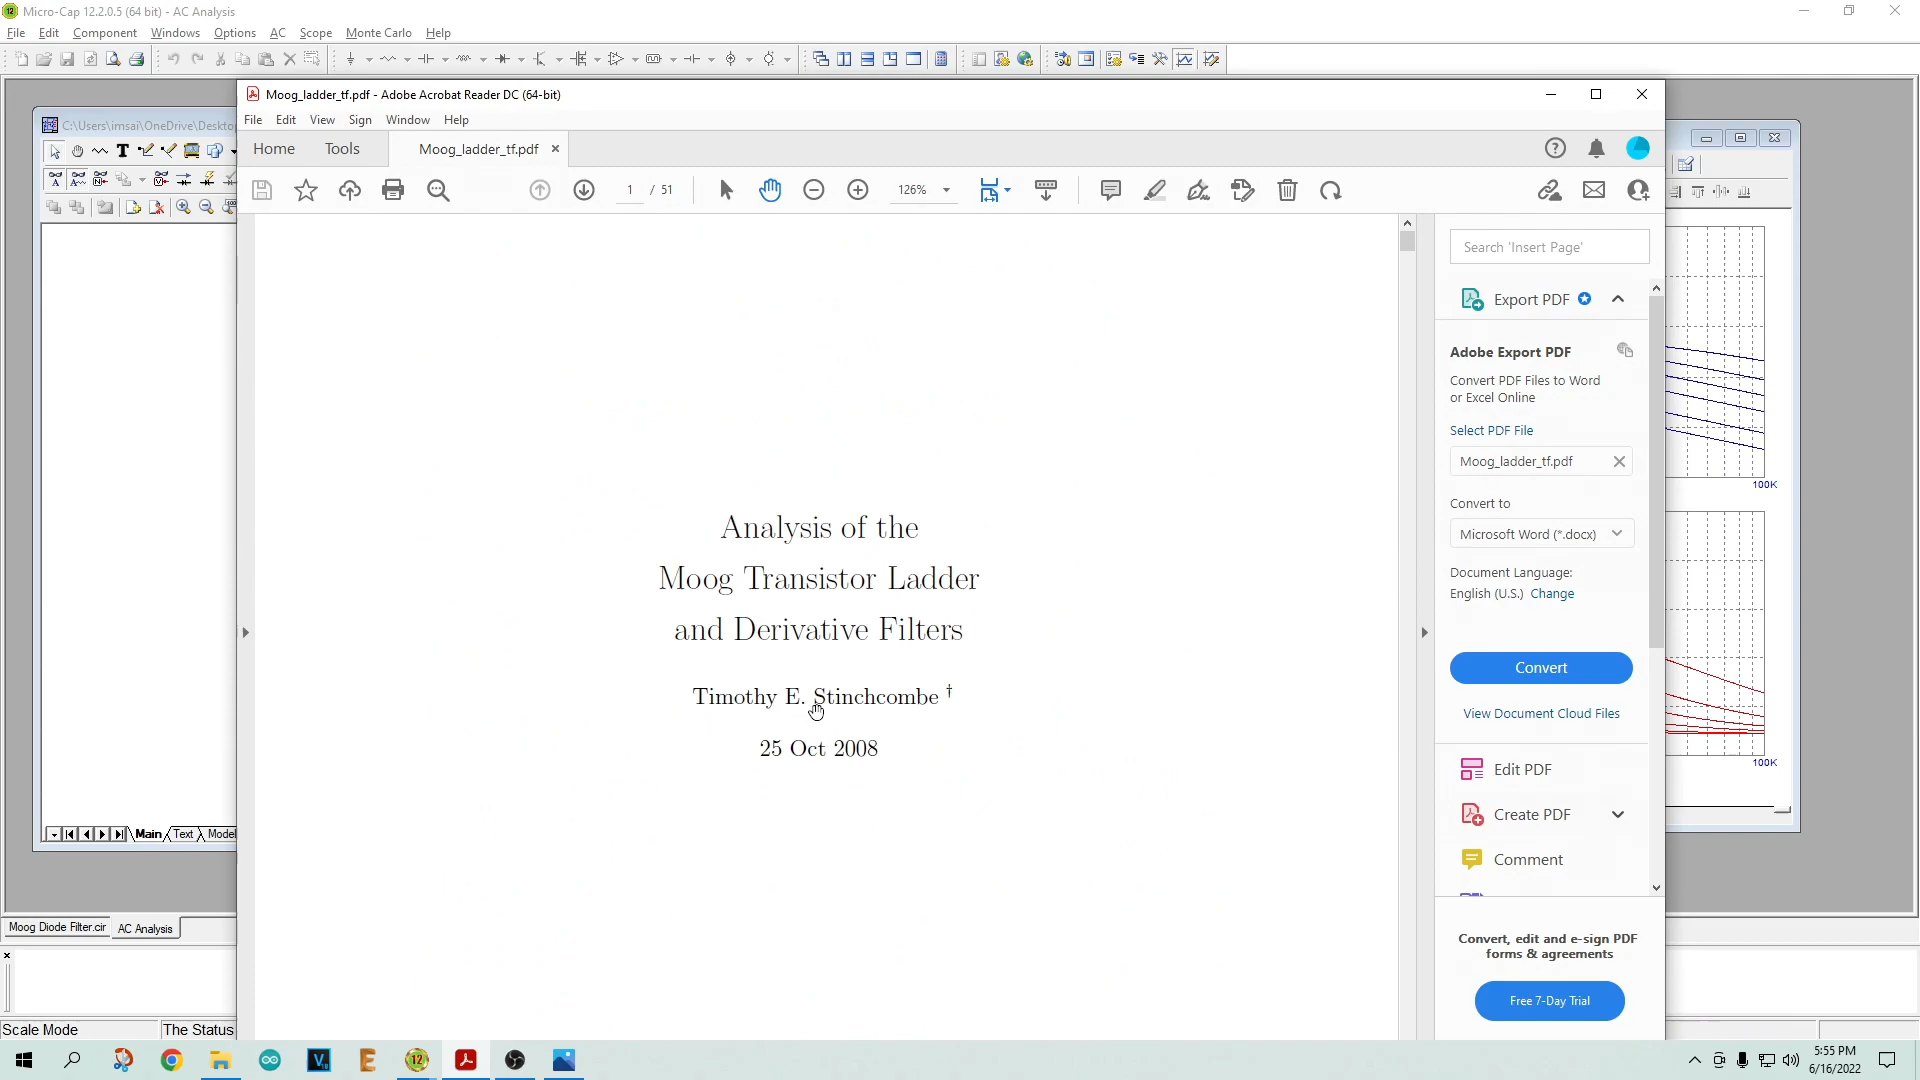 Micro-Cap 12.2.0.5 (64 bit) - AC Analysis
File Edit Component Windows Options AC Scope Monte Carlo Help
Moog_ladder_tf.pdf - Adobe Acrobat Reader DC (64-bit)
C:\Users\imsai\OneDrive\Deskto
File Edit View Sign Window Help
Home Tools Moog_ladder_tf.pdf
1 / 51 126%
Search 'Insert Page'
Export PDF
Adobe Export PDF
Convert PDF Files to Word
or Excel Online
Select PDF File
Moog_ladder_tf.pdf
100K
Convert to
Microsoft Word (*.docx)
Document Language:
English (U.S.) Change
Convert
View Document Cloud Files
100K
Edit PDF
Create PDF
Comment
Convert, edit and e-sign PDF
forms & agreements
Free 7-Day Trial
Analysis of the
Moog Transistor Ladder
and Derivative Filters
Timothy E. Stinchcombe †
25 Oct 2008
Main Text Model
Moog Diode Filter.cir AC Analysis
Scale Mode The Status
5:55 PM
6/16/2022